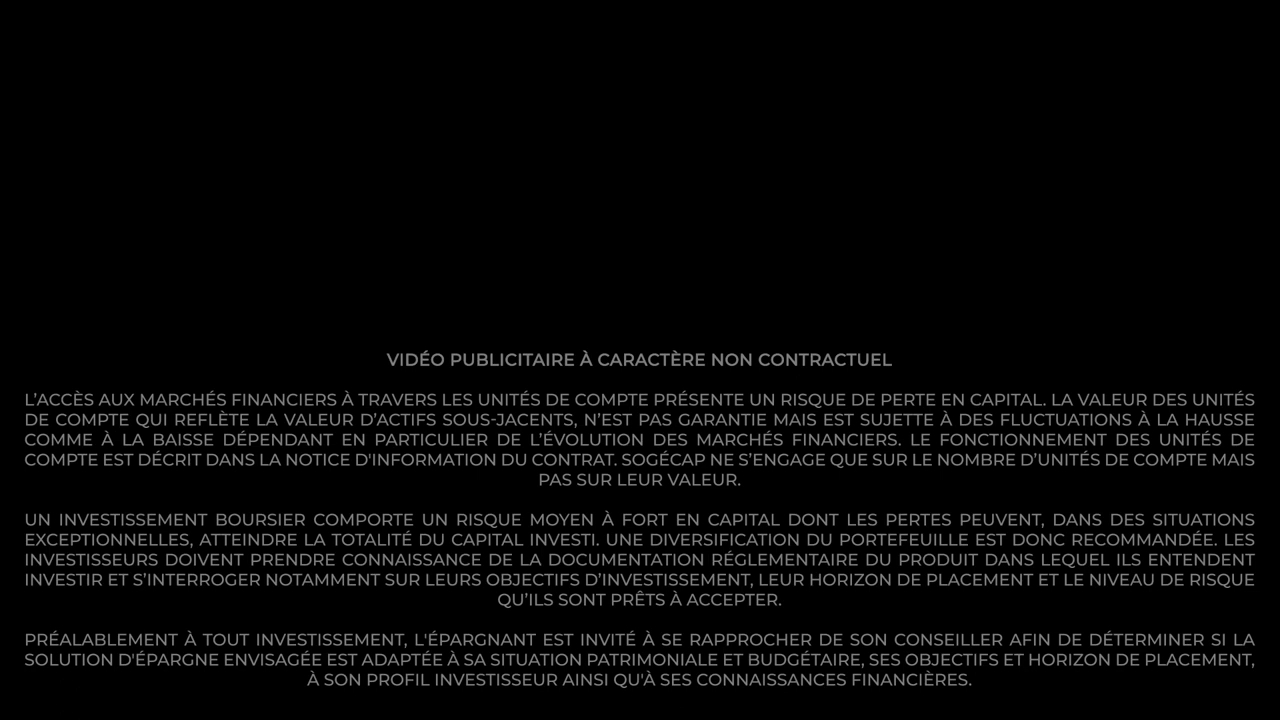 VIDÉO PUBLICITAIRE À CARACTÈRE NON CONTRACTUEL
L’ACCÈS AUX MARCHÉS FINANCIERS À TRAVERS LES UNITÉS DE COMPTE PRÉSENTE UN RISQUE DE PERTE EN CAPITAL. LA VALEUR DES UNITÉS
DE COMPTE QUI REFLÈTE LA VALEUR D’ACTIFS SOUS-JACENTS, N’EST PAS GARANTIE MAIS EST SUJETTE À DES FLUCTUATIONS À LA HAUSSE
COMME À LA BAISSE DÉPENDANT EN PARTICULIER DE L’ÉVOLUTION DES MARCHÉS FINANCIERS. LE FONCTIONNEMENT DES UNITÉS DE
COMPTE EST DÉCRIT DANS LA NOTICE D'INFORMATION DU CONTRAT. SOGÉCAP NE S’ENGAGE QUE SUR LE NOMBRE D’UNITÉS DE COMPTE MAIS
PAS SUR LEUR VALEUR.
UN INVESTISSEMENT BOURSIER COMPORTE UN RISQUE MOYEN À FORT EN CAPITAL DONT LES PERTES PEUVENT, DANS DES SITUATIONS
EXCEPTIONNELLES, ATTEINDRE LA TOTALITÉ DU CAPITAL INVESTI. UNE DIVERSIFICATION DU PORTEFEUILLE EST DONC RECOMMANDÉE. LES
INVESTISSEURS DOIVENT PRENDRE CONNAISSANCE DE LA DOCUMENTATION RÉGLEMENTAIRE DU PRODUIT DANS LEQUEL ILS ENTENDENT
INVESTIR ET S’INTERROGER NOTAMMENT SUR LEURS OBJECTIFS D’INVESTISSEMENT, LEUR HORIZON DE PLACEMENT ET LE NIVEAU DE RISQUE
QU’ILS SONT PRÊTS À ACCEPTER.
PRÉALABLEMENT À TOUT INVESTISSEMENT, L'ÉPARGNANT EST INVITÉ À SE RAPPROCHER DE SON CONSEILLER AFIN DE DÉTERMINER SI LA
SOLUTION D'ÉPARGNE ENVISAGÉE EST ADAPTÉE À SA SITUATION PATRIMONIALE ET BUDGÉTAIRE, SES OBJECTIFS ET HORIZON DE PLACEMENT,
À SON PROFIL INVESTISSEUR AINSI QU'À SES CONNAISSANCES FINANCIÈRES.